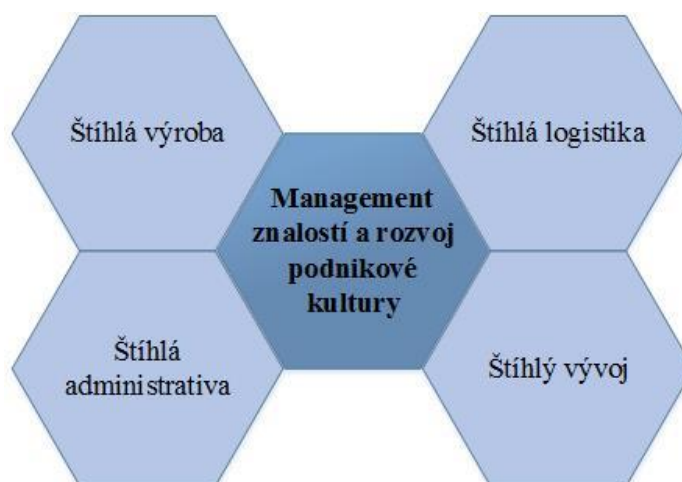 Štíhlá výroba
Štíhlá logistika
Management
znalostí a rozvoj
podnikové
kultury
Štíhlá
administrativa
Štíhlý vývoj